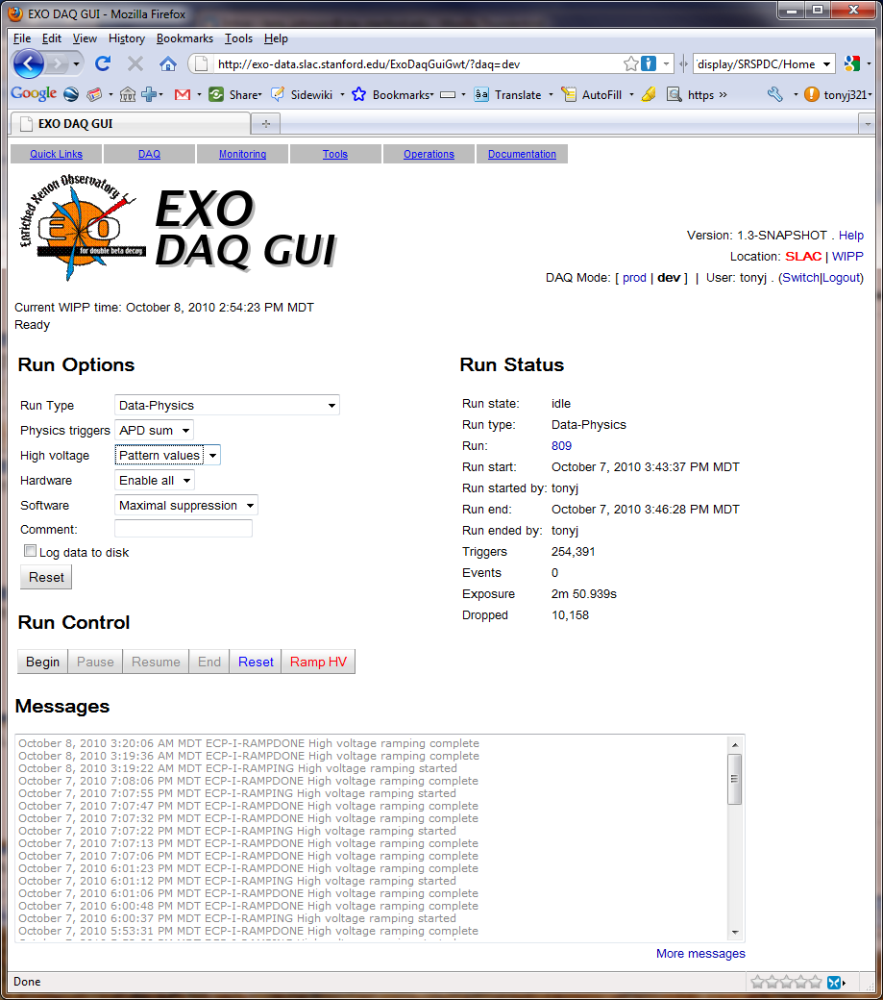 EXO DAQ GUI - Mozilla Firefox
File Edit View History Bookmarks Tools Help
http://exo-data.slac.stanford.edu/ExoDaqGuiGwt/?daq=dev
display/SRSPDC/Home
Google Share Sidewiki Bookmarks Translate AutoFill https » tonyj321
EXO DAQ GUI
Quick Links DAQ Monitoring Tools Operations Documentation
Enriched Xenon Observatory
EXO
for double beta decay
EXO
DAQ GUI
Version: 1.3-SNAPSHOT . Help
Location: SLAC | WIPP
DAQ Mode: [ prod | dev ] | User: tonyj . (Switch|Logout)
Current WIPP time: October 8, 2010 2:54:23 PM MDT
Ready
Run Options
Run Type Data-Physics
Physics triggers APD sum
High voltage Pattern values
Hardware Enable all
Software Maximal suppression
Comment:
Log data to disk
Reset
Run Status
Run state: idle
Run type: Data-Physics
Run: 809
Run start: October 7, 2010 3:43:37 PM MDT
Run started by: tonyj
Run end: October 7, 2010 3:46:28 PM MDT
Run ended by: tonyj
Triggers 254,391
Events 0
Exposure 2m 50.939s
Dropped 10,158
Run Control
Begin Pause Resume End Reset Ramp HV
Messages
October 8, 2010 3:20:06 AM MDT ECP-I-RAMPDONE High voltage ramping complete
October 8, 2010 3:19:36 AM MDT ECP-I-RAMPDONE High voltage ramping complete
October 8, 2010 3:19:22 AM MDT ECP-I-RAMPING High voltage ramping started
October 7, 2010 7:08:06 PM MDT ECP-I-RAMPDONE High voltage ramping complete
October 7, 2010 7:07:55 PM MDT ECP-I-RAMPING High voltage ramping started
October 7, 2010 7:07:47 PM MDT ECP-I-RAMPDONE High voltage ramping complete
October 7, 2010 7:07:32 PM MDT ECP-I-RAMPDONE High voltage ramping complete
October 7, 2010 7:07:22 PM MDT ECP-I-RAMPING High voltage ramping started
October 7, 2010 7:07:13 PM MDT ECP-I-RAMPDONE High voltage ramping complete
October 7, 2010 7:07:06 PM MDT ECP-I-RAMPDONE High voltage ramping complete
October 7, 2010 6:01:23 PM MDT ECP-I-RAMPDONE High voltage ramping complete
October 7, 2010 6:01:12 PM MDT ECP-I-RAMPING High voltage ramping started
October 7, 2010 6:01:06 PM MDT ECP-I-RAMPDONE High voltage ramping complete
October 7, 2010 6:00:48 PM MDT ECP-I-RAMPDONE High voltage ramping complete
October 7, 2010 6:00:37 PM MDT ECP-I-RAMPING High voltage ramping started
October 7, 2010 5:53:31 PM MDT ECP-I-RAMPDONE High voltage ramping complete
More messages
Done